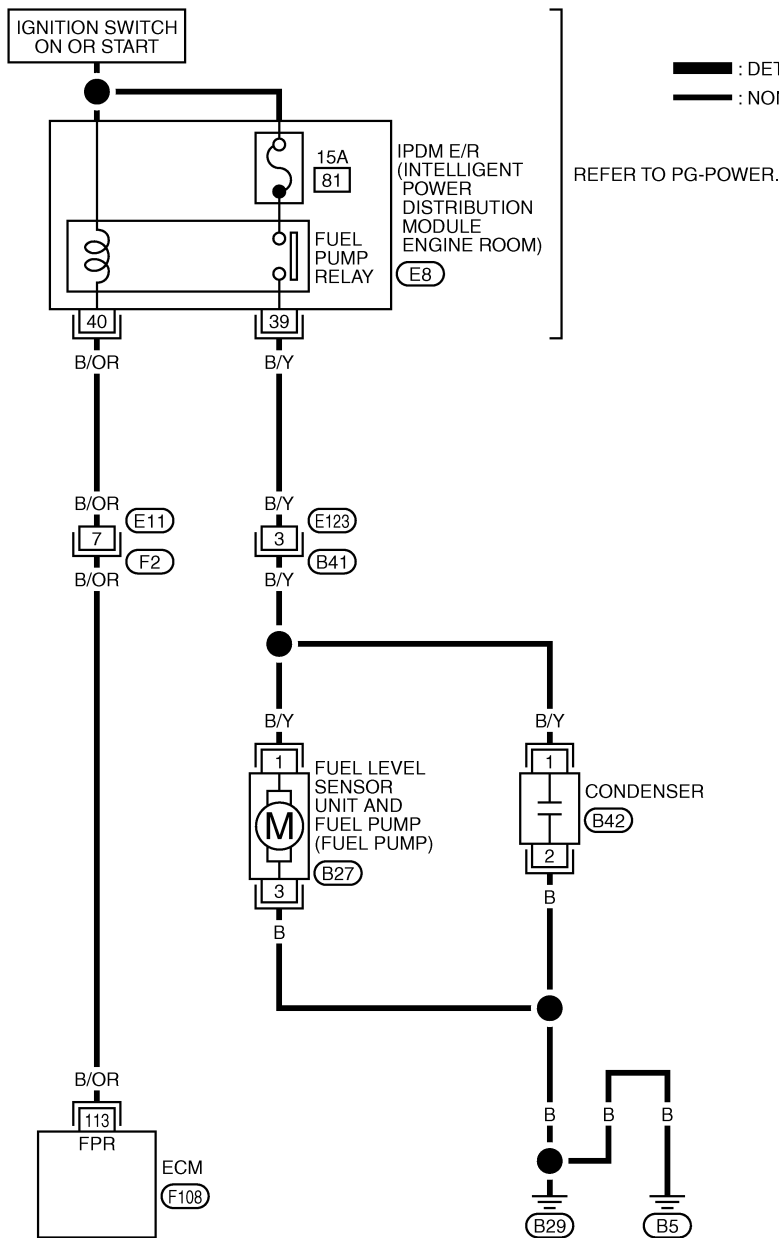 IGNITION SWITCH
ON OR START
: DET
: NO
15A
81
IPDM E/R
(INTELLIGENT
POWER
DISTRIBUTION
MODULE
ENGINE ROOM)
E8
REFER TO PG-POWER.
FUEL
PUMP
RELAY
40
39
B/OR
B/Y
B/OR
B/Y
7
E11
F2
3
E123
B41
B/OR
B/Y
B/Y
B/Y
1
FUEL LEVEL
SENSOR
UNIT AND
FUEL PUMP
(FUEL PUMP)
M
B27
3
B
1
CONDENSER
B42
2
B
B/OR
113
FPR
ECM
F108
B
B
B
B29
B5